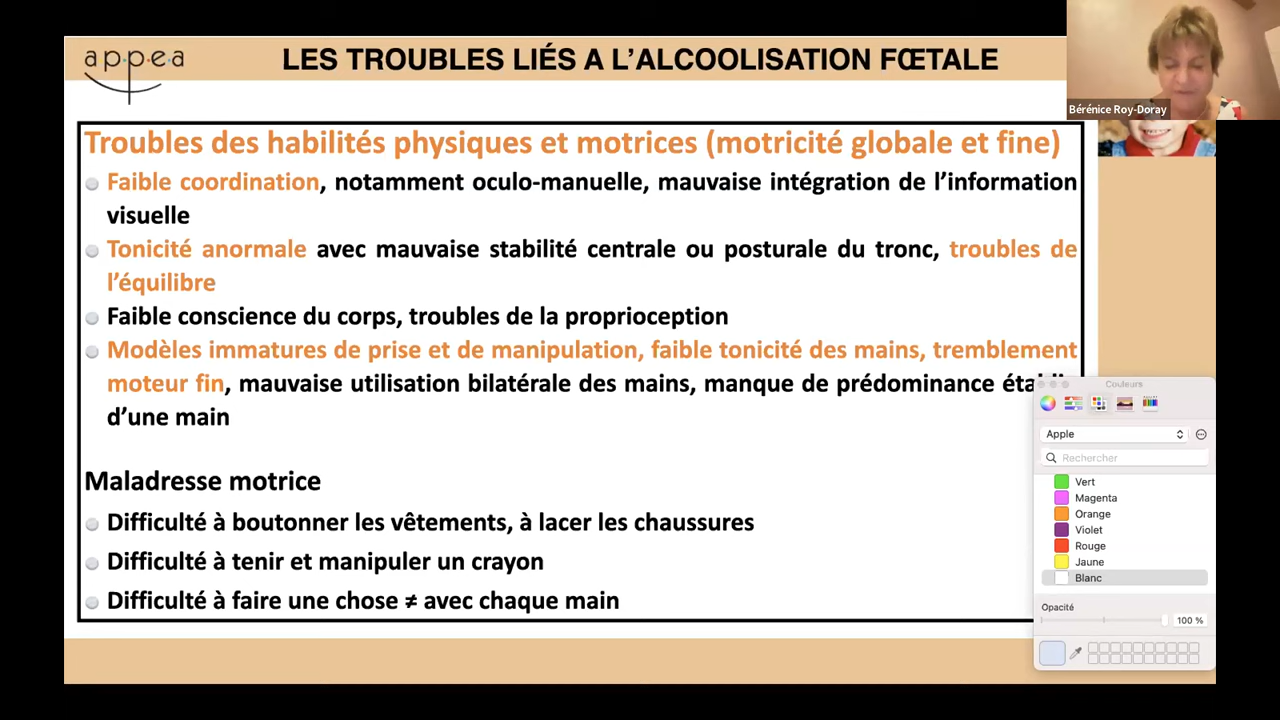 appea
LES TROUBLES LIÉS A L'ALCOOLISATION FŒTALE
Bérénice Roy-Doray
Troubles des habilités physiques et motrices (motricité globale et fine)
Faible coordination, notamment oculo-manuelle, mauvaise intégration de l'information
visuelle
Tonicité anormale avec mauvaise stabilité centrale ou posturale du tronc, troubles de
l'équilibre
Faible conscience du corps, troubles de la proprioception
Modèles immatures de prise et de manipulation, faible tonicité des mains, tremblement
moteur fin, mauvaise utilisation bilatérale des mains, manque de prédominance
d'une main
Maladresse motrice
Difficulté à boutonner les vêtements, à lacer les chaussures
Difficulté à tenir et manipuler un crayon
Difficulté à faire une chose ≠ avec chaque main
Couleurs
Apple
Rechercher
Vert
Magenta
Orange
Violet
Rouge
Jaune
Blanc
Opacité
100 %